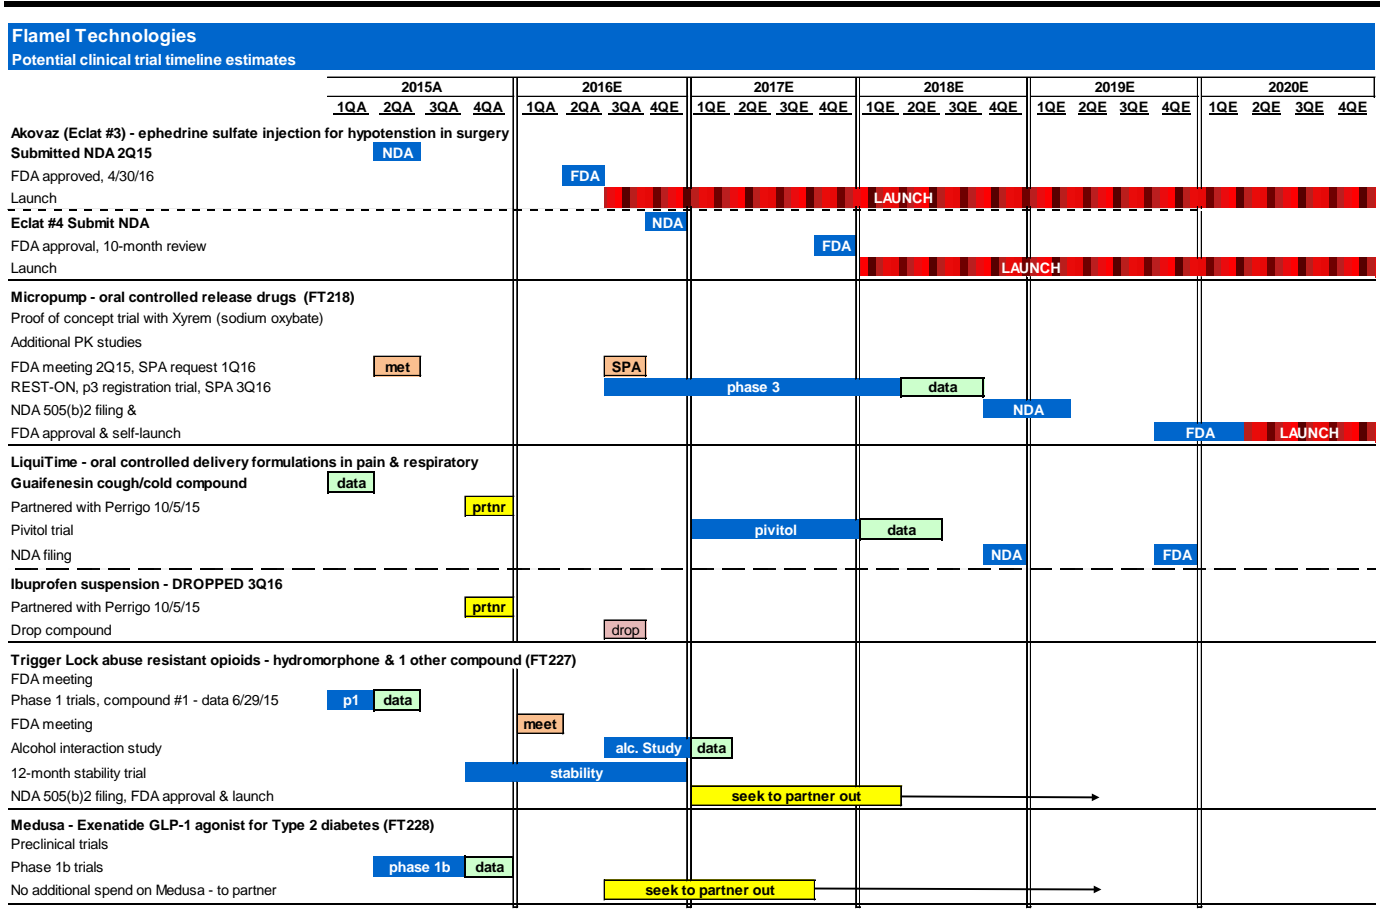 Flamel Technologies
Potential clinical trial timeline estimates
2015A 2016E 2017E 2018E 2019E 2020E
1QA 2QA 3QA 4QA 1QA 2QA 3QA 4QE 1QE 2QE 3QE 4QE 1QE 2QE 3QE 4QE 1QE 2QE 3QE 4QE 1QE 2QE 3QE 4QE
Akovaz (Eclat #3) - ephedrine sulfate injection for hypotenstion in surgery
Submitted NDA 2Q15 NDA
FDA approved, 4/30/16 FDA
Launch LAUNCH
Eclat #4 Submit NDA NDA
FDA approval, 10-month review FDA
Launch LAUNCH
Micropump - oral controlled release drugs (FT218)
Proof of concept trial with Xyrem (sodium oxybate)
Additional PK studies
FDA meeting 2Q15, SPA request 1Q16 met SPA
REST-ON, p3 registration trial, SPA 3Q16 phase 3 data
NDA 505(b)2 filing & NDA
FDA approval & self-launch FDA LAUNCH
LiquiTime - oral controlled delivery formulations in pain & respiratory
Guaifenesin cough/cold compound data
Partnered with Perrigo 10/5/15 prtnr
Pivitol trial pivitol data
NDA filing NDA FDA
Ibuprofen suspension - DROPPED 3Q16
Partnered with Perrigo 10/5/15 prtnr
Drop compound drop
Trigger Lock abuse resistant opioids - hydromorphone & 1 other compound (FT227)
FDA meeting
Phase 1 trials, compound #1 - data 6/29/15 p1 data
FDA meeting meet
Alcohol interaction study alc. Study data
12-month stability trial stability
NDA 505(b)2 filing, FDA approval & launch seek to partner out
Medusa - Exenatide GLP-1 agonist for Type 2 diabetes (FT228)
Preclinical trials
Phase 1b trials phase 1b data
No additional spend on Medusa - to partner seek to partner out